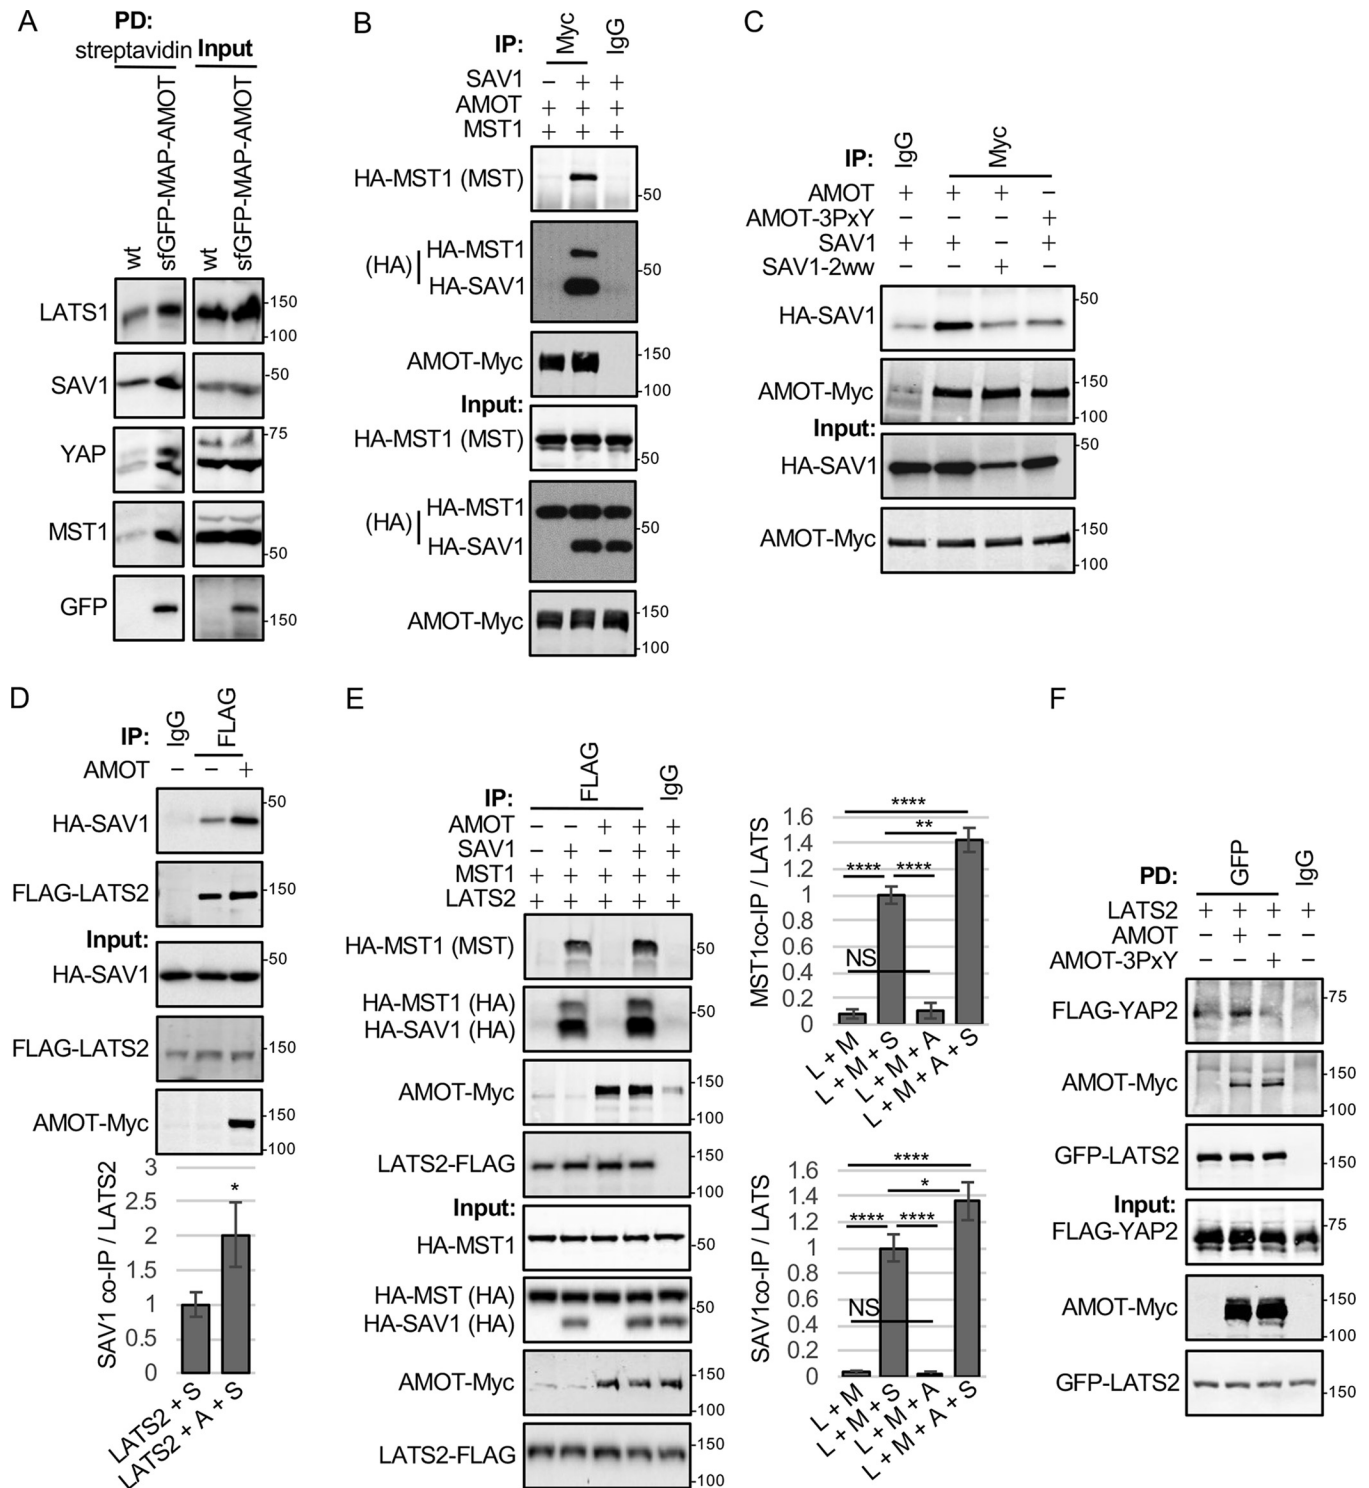 A
PD:
streptavidin Input
wt
sfGFP-MAP-AMOT
wt
sfGFP-MAP-AMOT
LATS1
150
100
SAV1
50
YAP
75
MST1
50
GFP
150
B
IP:
Myc
IgG
SAV1 – + +
AMOT + + +
MST1 + + +
HA-MST1 (MST)
50
(HA)
HA-MST1
50
HA-SAV1
AMOT-Myc
150
100
Input:
HA-MST1 (MST)
50
(HA)
HA-MST1
50
HA-SAV1
AMOT-Myc
150
100
C
IP:
IgG
Myc
AMOT + + + –
AMOT-3PxY – – – +
SAV1 + + – +
SAV1-2ww – – + –
HA-SAV1
50
AMOT-Myc
150
100
Input:
HA-SAV1
50
AMOT-Myc
150
100
D
IP:
IgG
FLAG
AMOT – – +
HA-SAV1
50
FLAG-LATS2
150
Input:
HA-SAV1
50
FLAG-LATS2
150
AMOT-Myc
150
100
SAV1 co-IP / LATS2
3
2.5
2
1.5
1
0.5
0
*
LATS2 + S
LATS2 + A + S
E
IP:
FLAG
IgG
AMOT – – + + +
SAV1 – + – + +
MST1 + + + + +
LATS2 + + + + +
HA-MST1 (MST)
50
HA-MST1 (HA)
50
HA-SAV1 (HA)
AMOT-Myc
150
100
LATS2-FLAG
150
100
Input:
HA-MST1
50
HA-MST (HA)
50
HA-SAV1 (HA)
AMOT-Myc
150
100
LATS2-FLAG
150
100
MST1co-IP / LATS
1.6
1.4
1.2
1
0.8
0.6
0.4
0.2
0
****
**
**** ****
NS
L + M
L + M + S
L + M + A
L + M + A + S
SAV1co-IP / LATS
1.6
1.4
1.2
1
0.8
0.6
0.4
0.2
0
****
*
**** ****
NS
L + M
L + M + S
L + M + A
L + M + A + S
F
PD:
GFP
IgG
LATS2 + + + +
AMOT – + – –
AMOT-3PxY – – + –
FLAG-YAP2
75
AMOT-Myc
150
100
GFP-LATS2
150
Input:
FLAG-YAP2
75
AMOT-Myc
150
100
GFP-LATS2
150